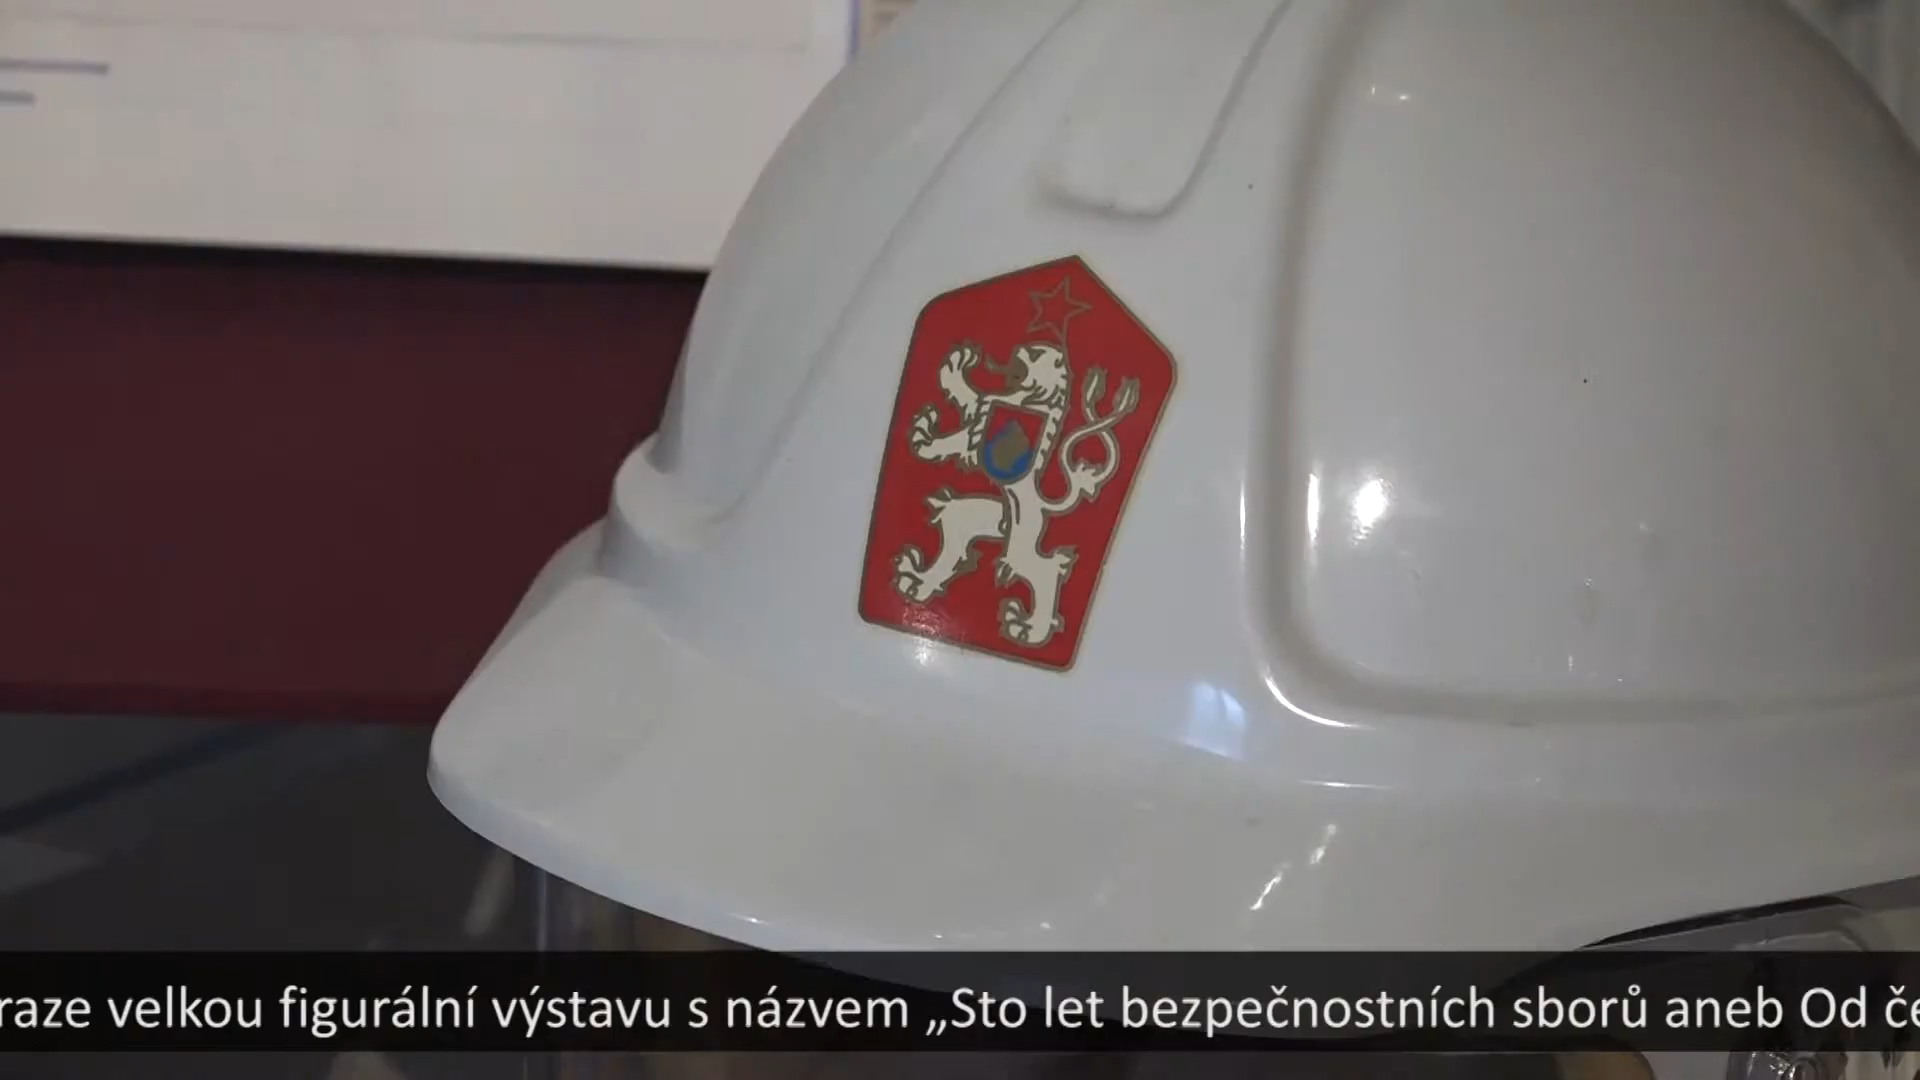 raze velkou figurální výstavu s názvem „Sto let bezpečnostních sborů aneb Od če